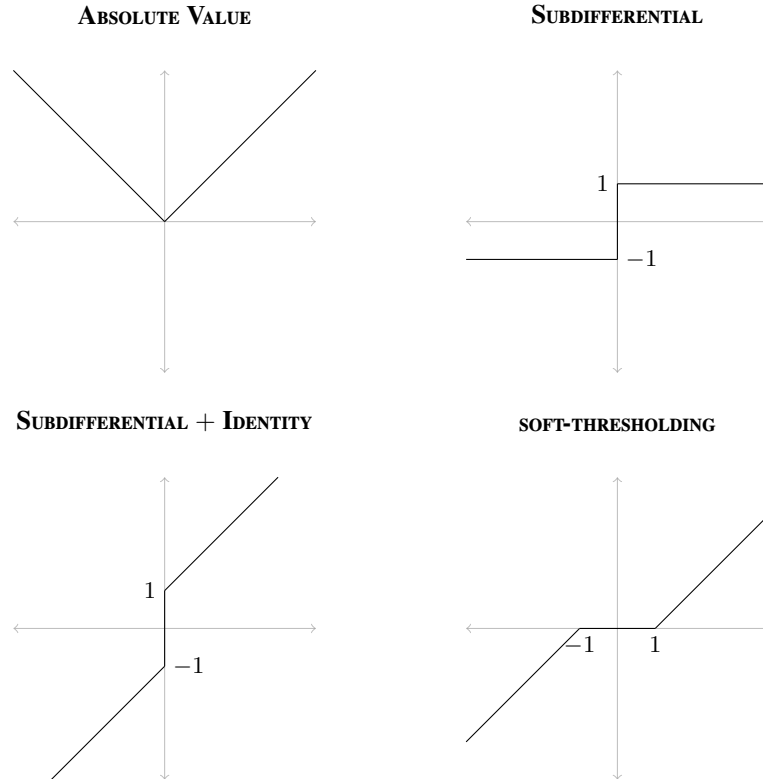 ABSOLUTE VALUE
SUBDIFFERENTIAL
1
−1
SUBDIFFERENTIAL + IDENTITY
SOFT-THRESHOLDING
1
−1
−1
1